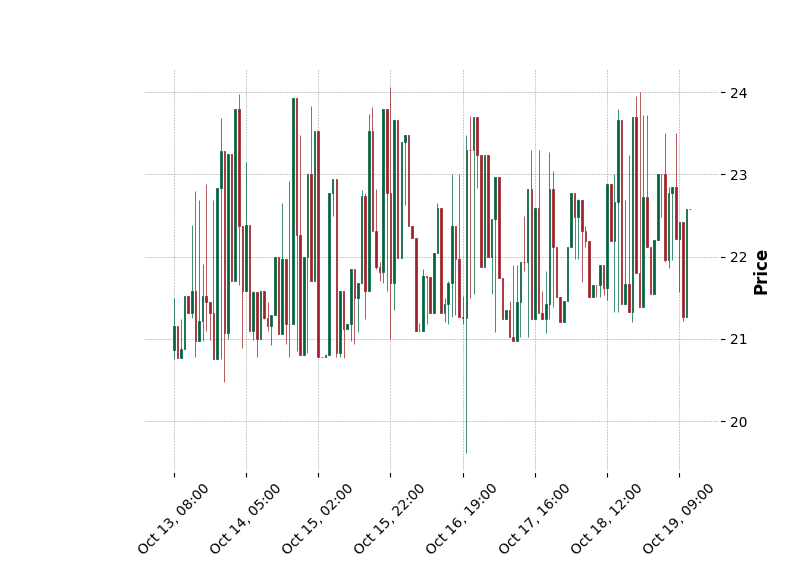 24
23
22
21
20
Price
Oct 13, 08:00
Oct 14, 05:00
Oct 15, 02:00
Oct 15, 22:00
Oct 16, 19:00
Oct 17, 16:00
Oct 18, 12:00
Oct 19, 09:00